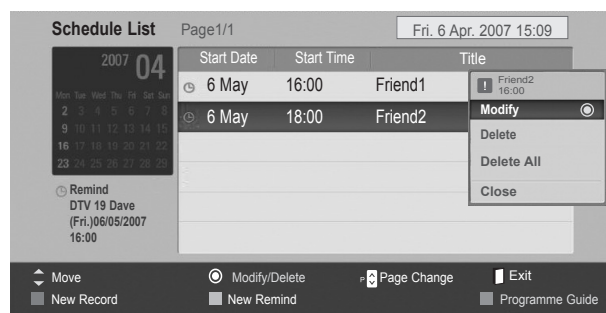 Schedule List Page1/1 Fri. 6 Apr. 2007 15:09
2007 04
Mon Tue Wed Thu Fri Sat Sun
2 3 4 5 6 7 8
9 10 11 12 13 14 15
16 17 18 19 20 21 22
23 24 25 26 27 28 29
Remind
DTV 19 Dave
(Fri.)06/05/2007
16:00
Start Date Start Time Title
6 May 16:00 Friend1
6 May 18:00 Friend2
Friend2
16:00
Modify
Delete
Delete All
Close
Move Modify/Delete P Page Change Exit
New Record New Remind Programme Guide